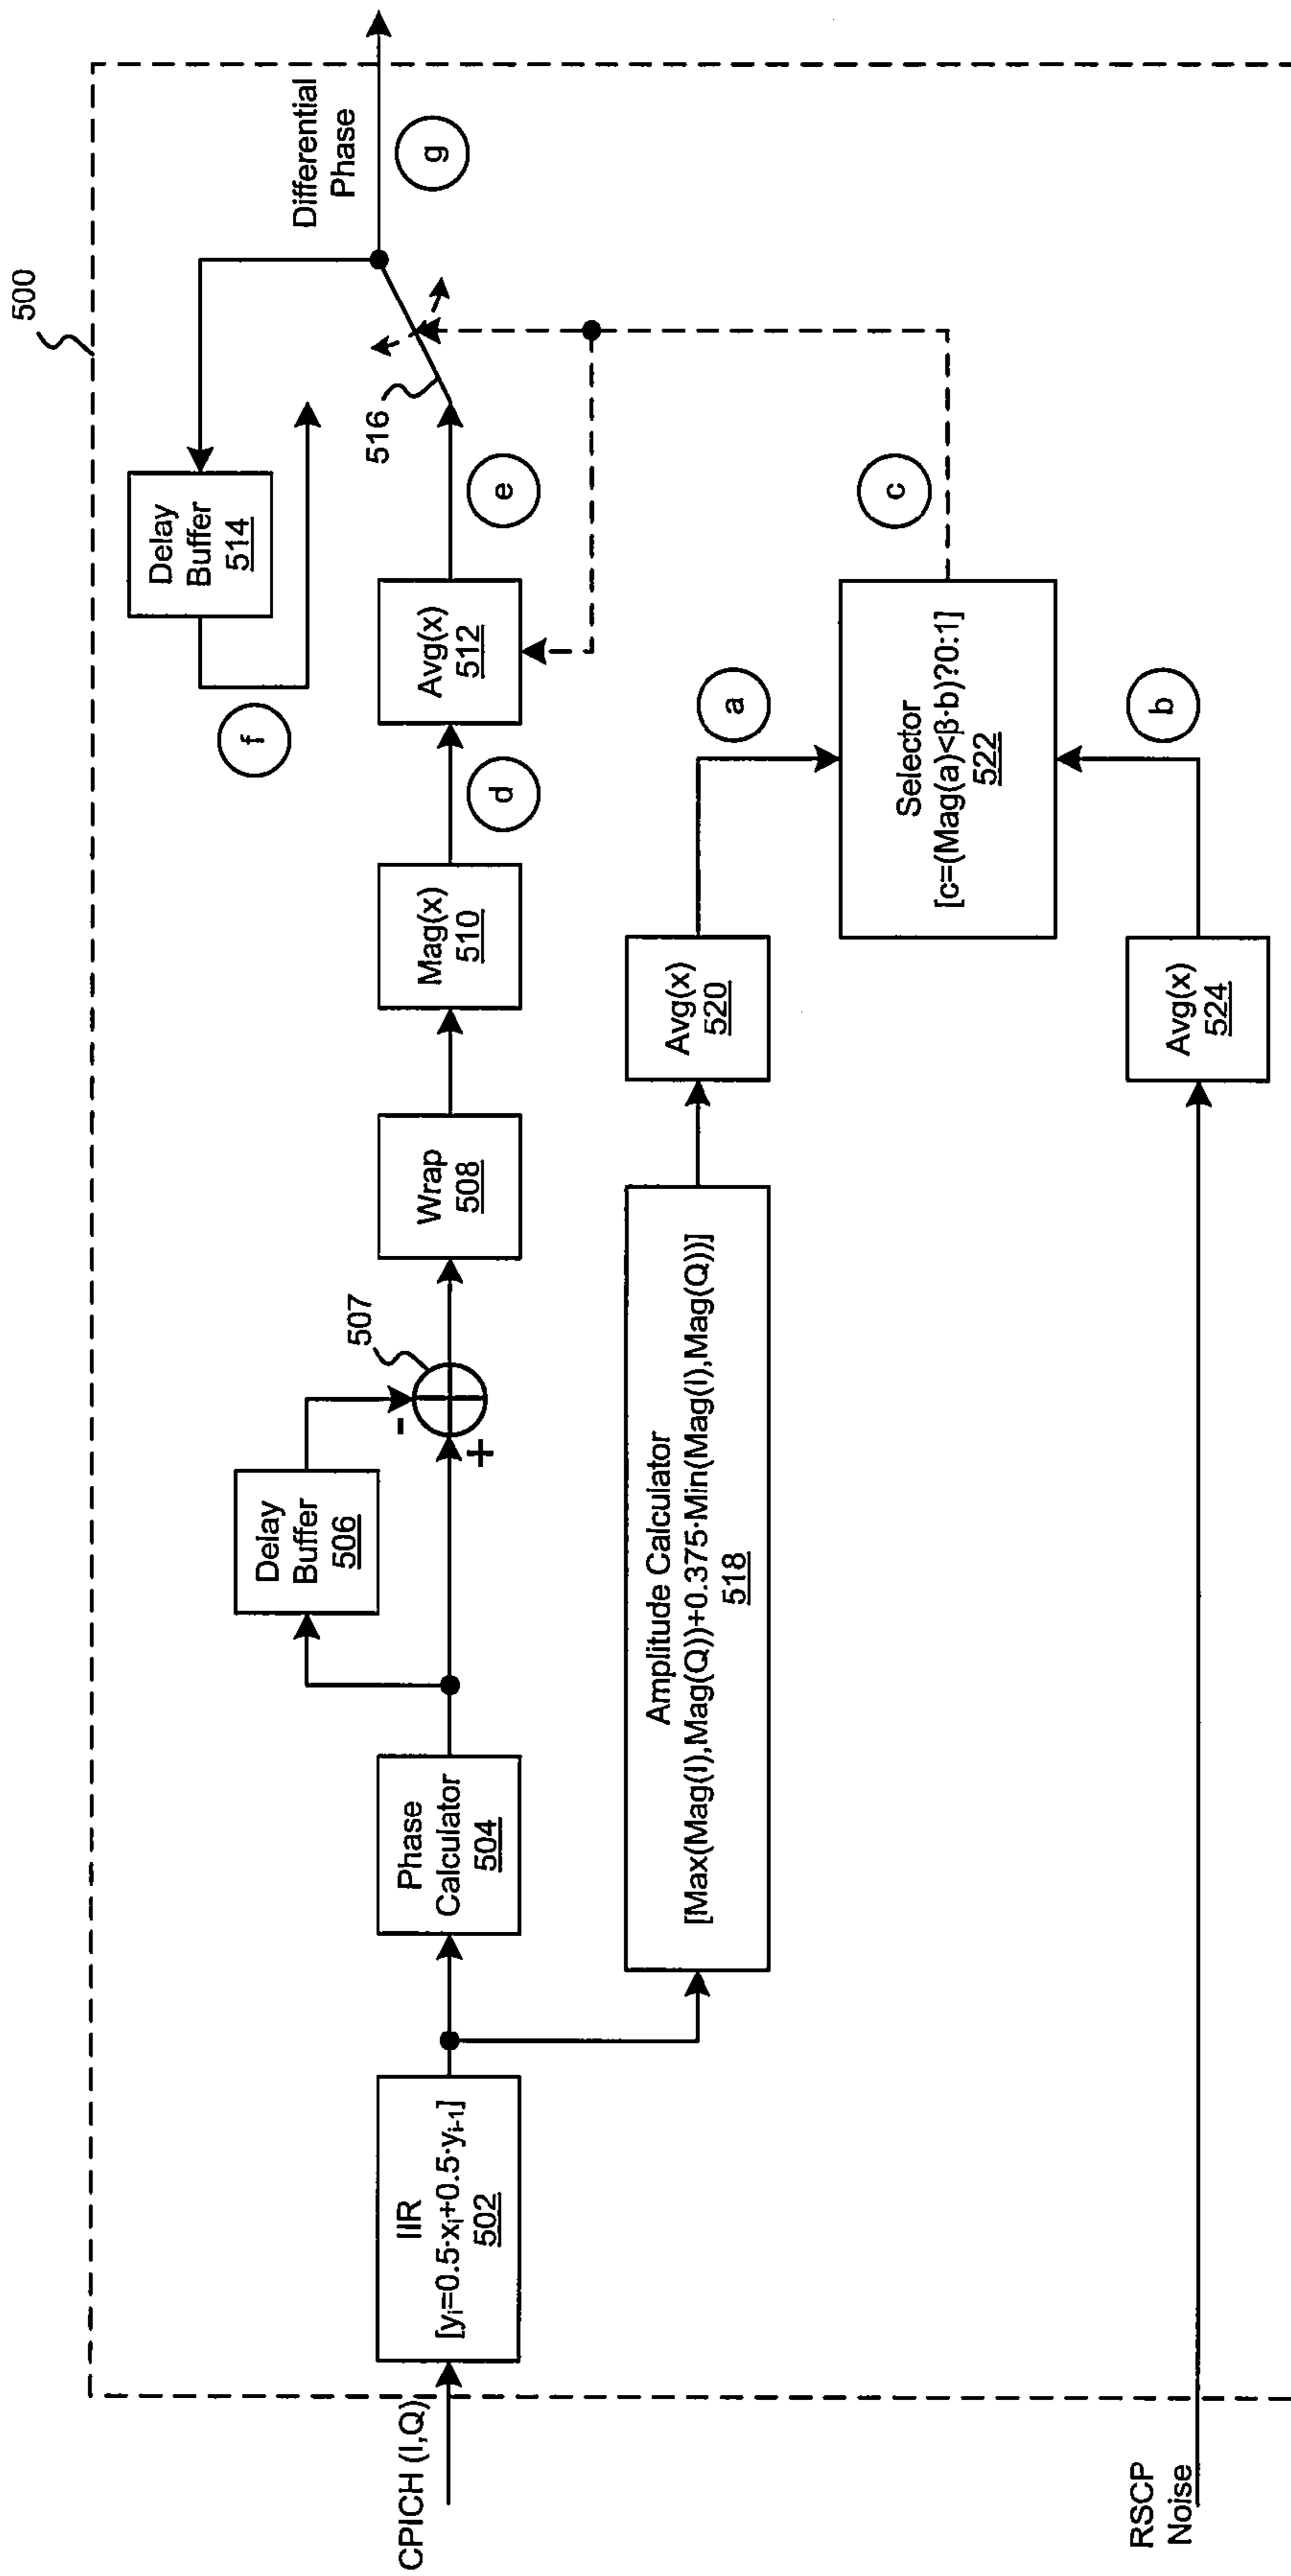 500
CPICH (I,Q)
IIR
[yi=0.5·xi+0.5·yi-1]
502
Phase
Calculator
504
Delay
Buffer
506
-
+
507
Wrap
508
Mag(x)
510
d
Avg(x)
512
e
f
Delay
Buffer
514
516
Differential
Phase
g
Amplitude Calculator
[Max(Mag(I),Mag(Q))+0.375·Min(Mag(I),Mag(Q))]
518
Avg(x)
520
a
Selector
[c=(Mag(a)<β·b)?0:1]
522
c
RSCP
Noise
Avg(x)
524
b